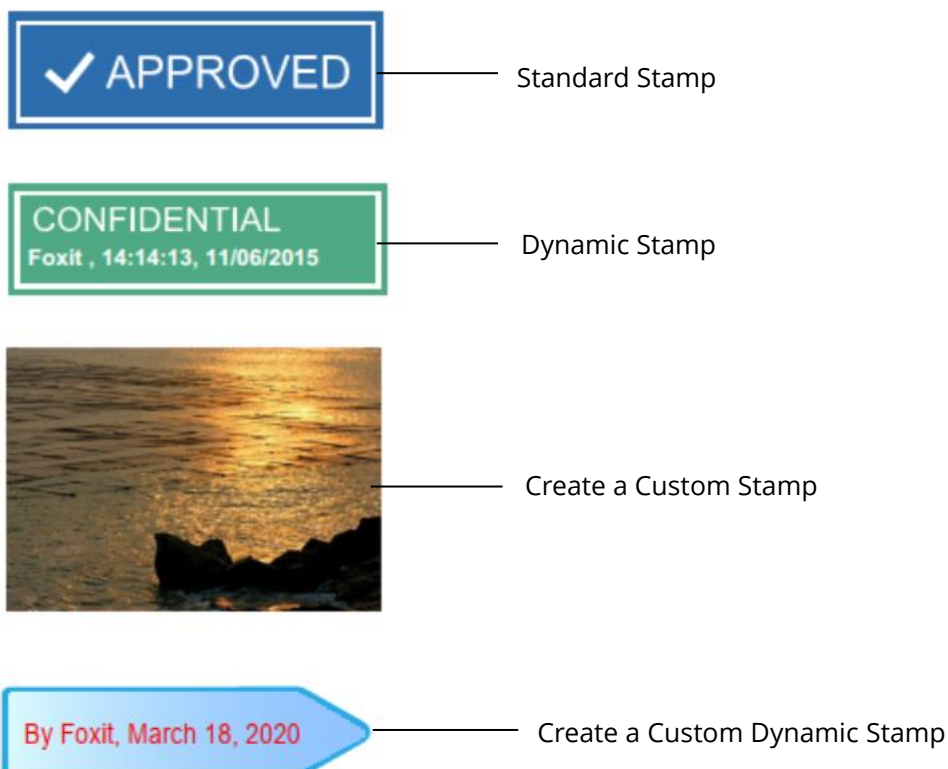 ✓ APPROVED
Standard Stamp
CONFIDENTIAL
Foxit , 14:14:13, 11/06/2015
Dynamic Stamp
Create a Custom Stamp
By Foxit, March 18, 2020
Create a Custom Dynamic Stamp